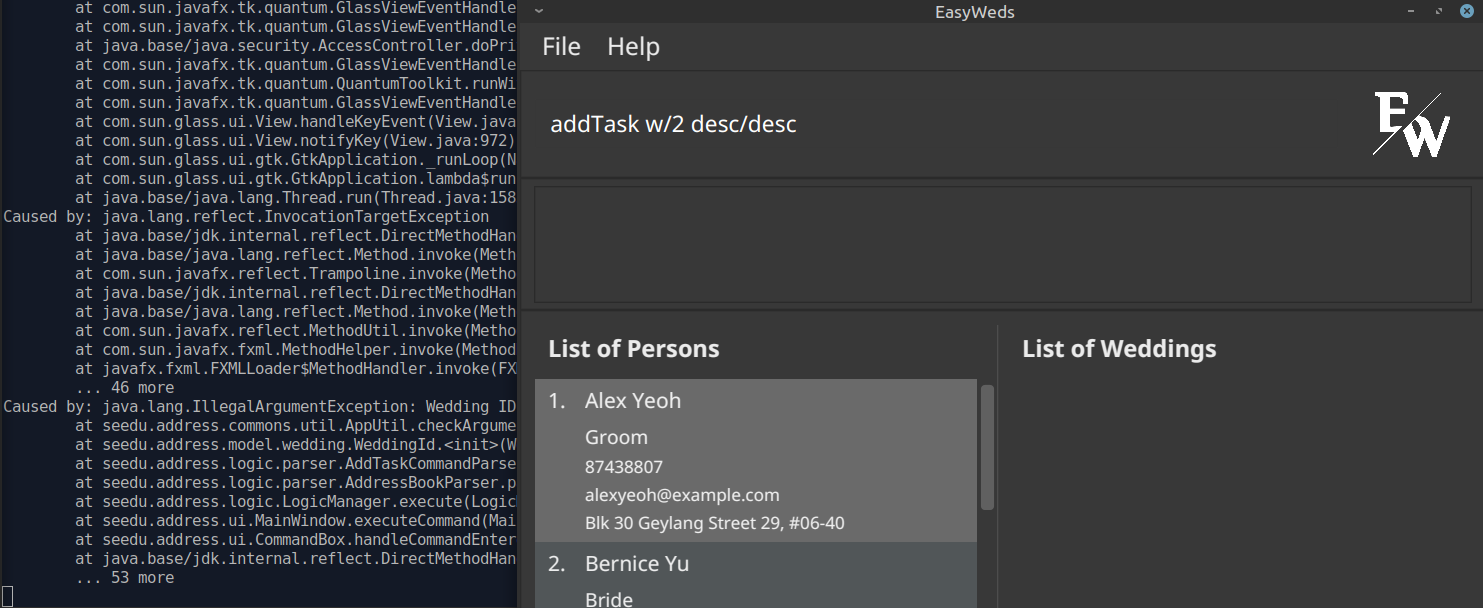 at com.sun.javafx.tk.quantum.GlassViewEventHandle
at com.sun.javafx.tk.quantum.GlassViewEventHandle
at java.base/java.security.AccessController.doPri
at com.sun.javafx.tk.quantum.GlassViewEventHandle
at com.sun.javafx.tk.quantum.QuantumToolkit.runWi
at com.sun.javafx.tk.quantum.GlassViewEventHandle
at com.sun.glass.ui.View.handleKeyEvent(View.java
at com.sun.glass.ui.View.notifyKey(View.java:972)
at com.sun.glass.ui.gtk.GtkApplication._runLoop(N
at com.sun.glass.ui.gtk.GtkApplication.lambda$run
at java.base/java.lang.Thread.run(Thread.java:158
Caused by: java.lang.reflect.InvocationTargetException
at java.base/jdk.internal.reflect.DirectMethodHan
at java.base/java.lang.reflect.Method.invoke(Meth
at com.sun.javafx.reflect.Trampoline.invoke(Metho
at java.base/jdk.internal.reflect.DirectMethodHan
at java.base/java.lang.reflect.Method.invoke(Meth
at com.sun.javafx.reflect.MethodUtil.invoke(Metho
at com.sun.javafx.fxml.MethodHelper.invoke(Method
at javafx.fxml.FXMLLoader$MethodHandler.invoke(FX
... 46 more
Caused by: java.lang.IllegalArgumentException: Wedding ID
at seedu.address.commons.util.AppUtil.checkArgume
at seedu.address.model.wedding.WeddingId.<init>(W
at seedu.address.logic.parser.AddTaskCommandParse
at seedu.address.logic.parser.AddressBookParser.p
at seedu.address.logic.LogicManager.execute(Logic
at seedu.address.ui.MainWindow.executeCommand(Mai
at seedu.address.ui.CommandBox.handleCommandEnter
at java.base/jdk.internal.reflect.DirectMethodHan
... 53 more
EasyWeds
File Help
addTask w/2 desc/desc
EW
List of Persons
1. Alex Yeoh
Groom
87438807
alexyeoh@example.com
Blk 30 Geylang Street 29, #06-40
2. Bernice Yu
Bride
List of Weddings